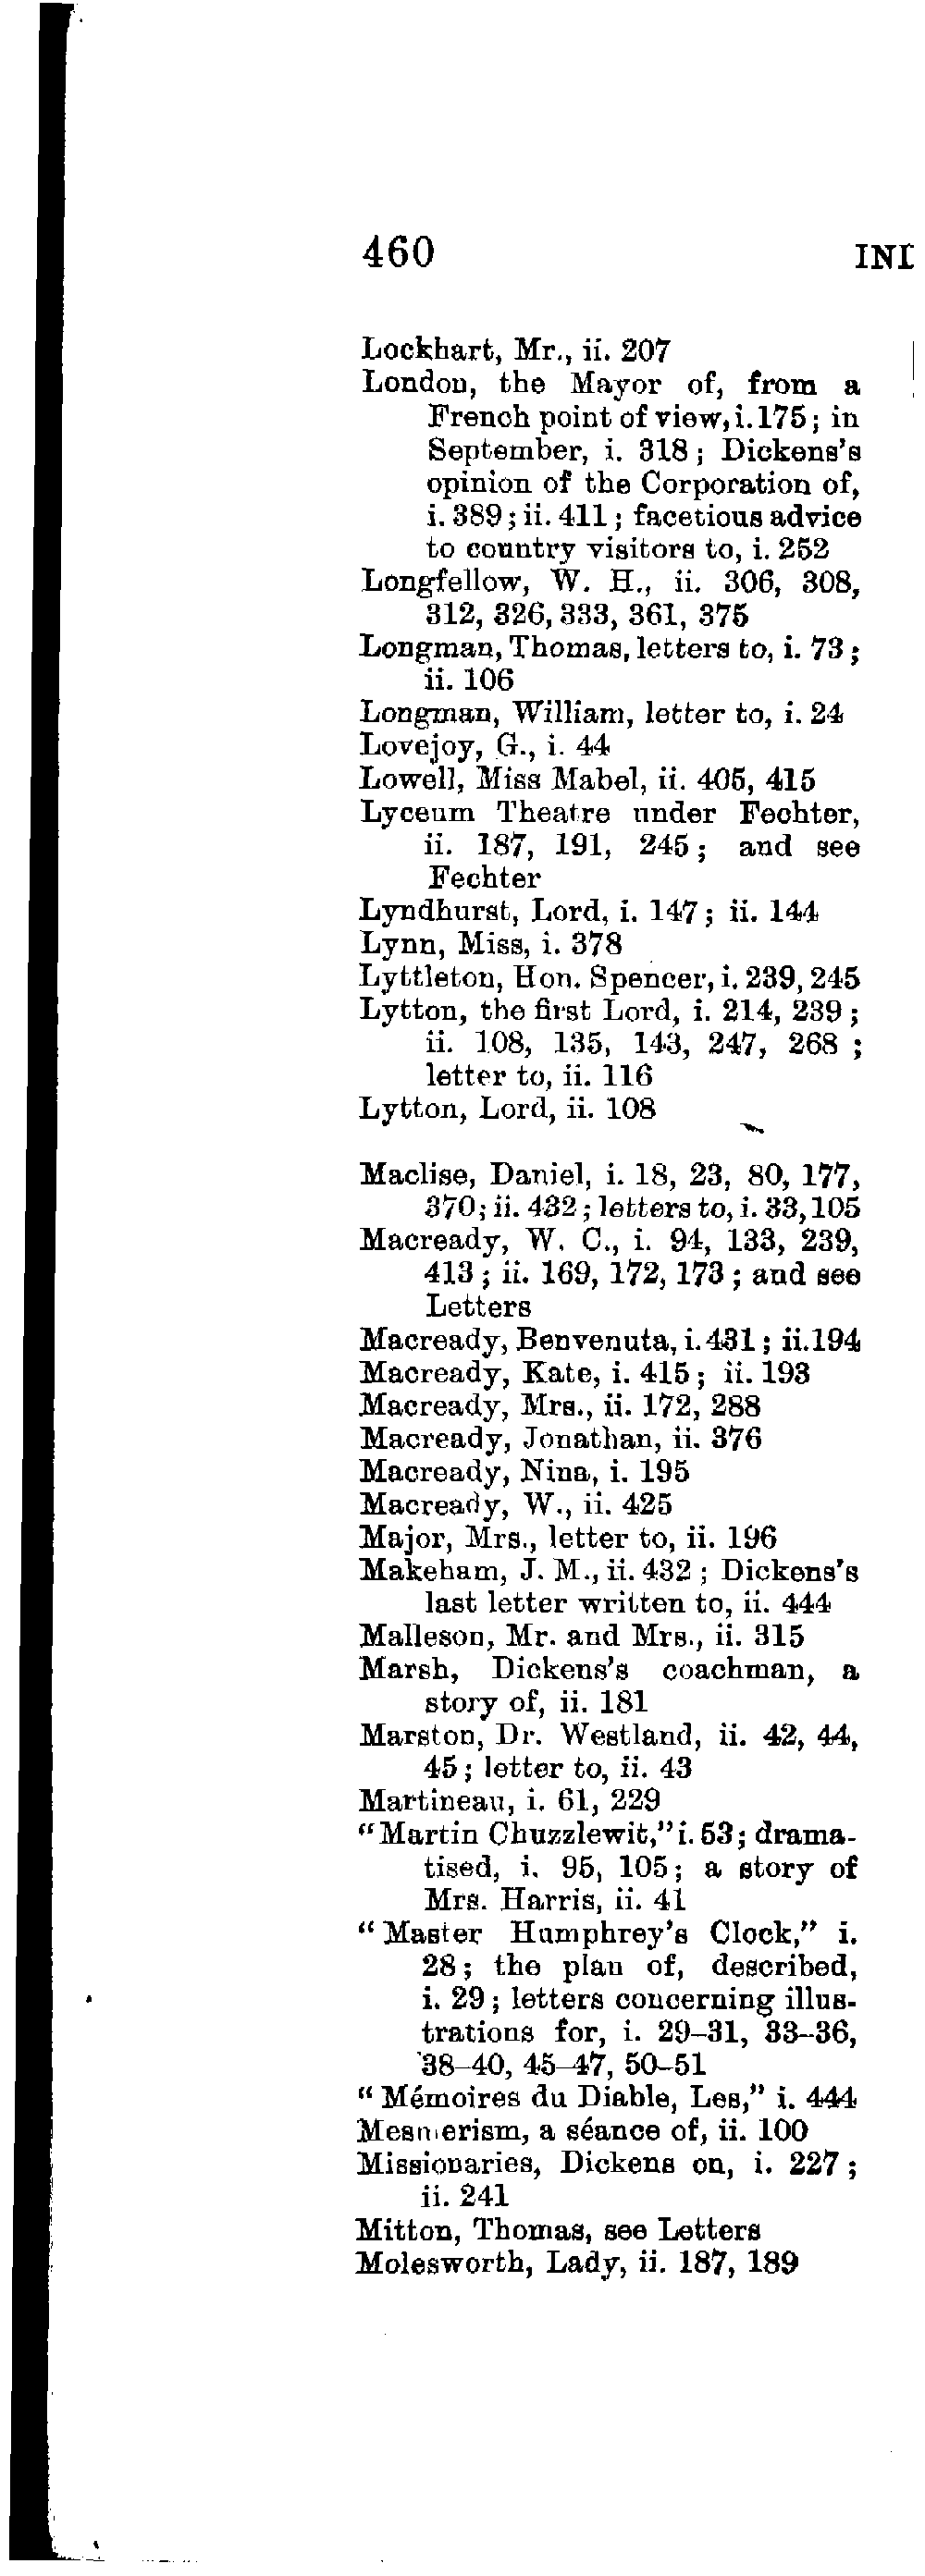 460 IND
Lockhart, Mr., ii. 207
London, the Mayor of, from a
French point of view, i. 175; in
September, i. 318; Dickens's
opinion of the Corporation of,
i. 389; ii. 411; facetious advice
to country visitors to, i. 252
Longfellow, W. H., ii. 306, 308,
312, 326, 333, 361, 375
Longman, Thomas, letters to, i. 73;
ii. 106
Longman, William, letter to, i. 24
Lovejoy, G., i. 44
Lowell, Miss Mabel, ii. 405, 415
Lyceum Theatre under Fechter,
ii. 187, 191, 245; and see
Fechter
Lyndhurst, Lord, i. 147; ii. 144
Lynn, Miss, i. 378
Lyttleton, Hon. Spencer, i. 239, 245
Lytton, the first Lord, i. 214, 239;
ii. 108, 135, 143, 247, 268;
letter to, ii. 116
Lytton, Lord, ii. 108
Maclise, Daniel, i. 18, 23, 80, 177,
370; ii. 432; letters to, i. 33, 105
Macready, W. C., i. 94, 133, 239,
413; ii. 169, 172, 173; and see
Letters
Macready, Benvenuta, i. 431; ii. 194
Macready, Kate, i. 415; ii. 193
Macready, Mrs., ii. 172, 288
Macready, Jonathan, ii. 376
Macready, Nina, i. 195
Macready, W., ii. 425
Major, Mrs., letter to, ii. 196
Makeham, J. M., ii. 432; Dickens's
last letter written to, ii. 444
Malleson, Mr. and Mrs., ii. 315
Marsh, Dickens's coachman, a
story of, ii. 181
Marston, Dr. Westland, ii. 42, 44,
45; letter to, ii. 43
Martineau, i. 61, 229
"Martin Chuzzlewit," i. 53; drama-
tised, i. 95, 105; a story of
Mrs. Harris, ii. 41
"Master Humphrey's Clock," i.
28; the plan of, described,
i. 29; letters concerning illus-
trations for, i. 29–31, 33–36,
38–40, 45–47, 50–51
"Mémoires du Diable, Les," i. 444
Mesmerism, a séance of, ii. 100
Missionaries, Dickens on, i. 227;
ii. 241
Mitton, Thomas, see Letters
Molesworth, Lady, ii. 187, 189